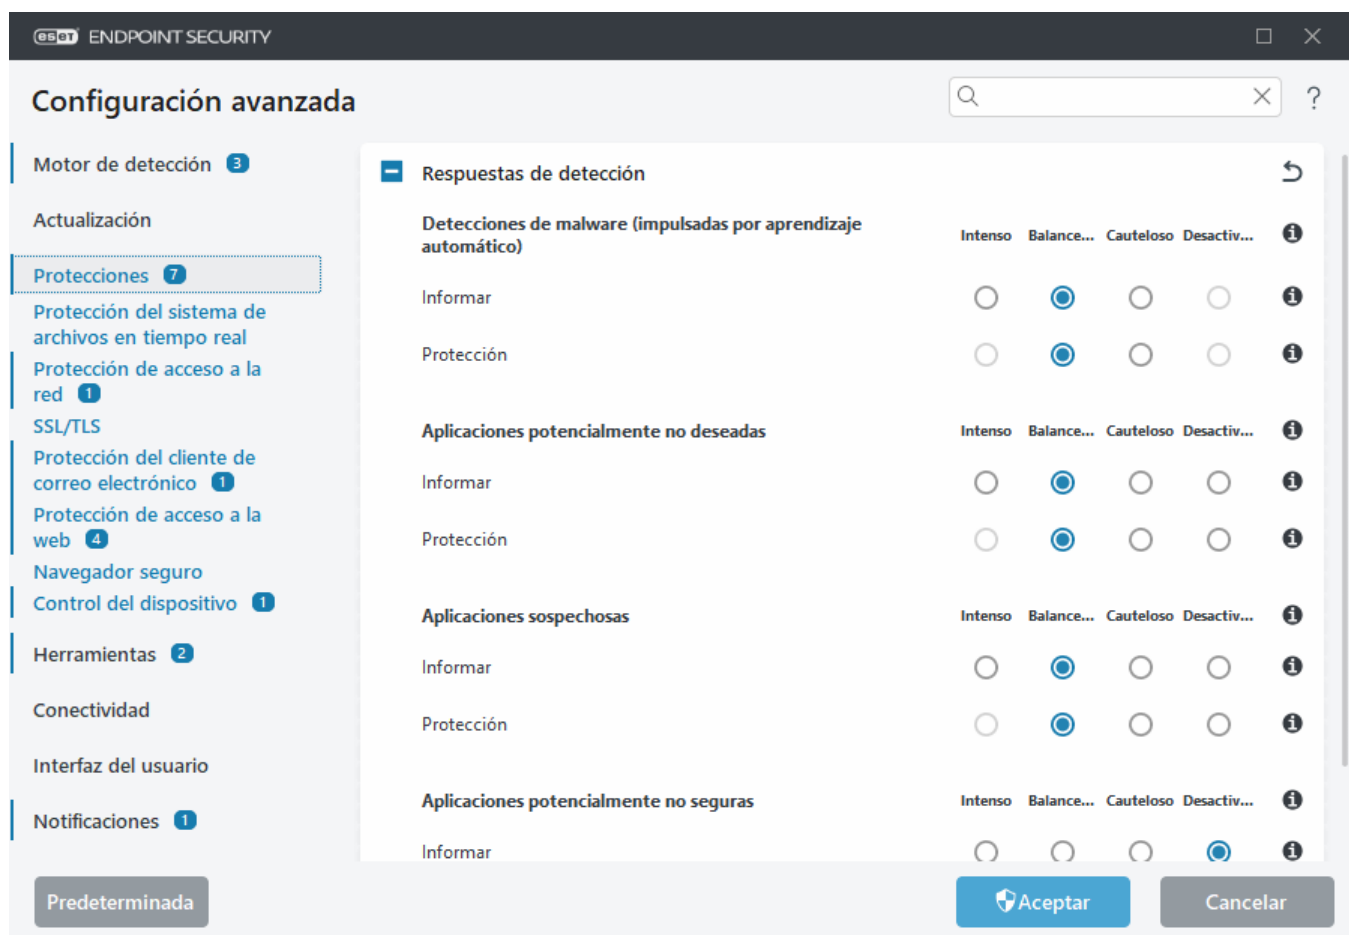 eset ENDPOINT SECURITY
Configuración avanzada
?
Motor de detección 3
Actualización
Protecciones 7
Protección del sistema de
archivos en tiempo real
Protección de acceso a la
red 1
SSL/TLS
Protección del cliente de
correo electrónico 1
Protección de acceso a la
web 4
Navegador seguro
Control del dispositivo 1
Herramientas 2
Conectividad
Interfaz del usuario
Notificaciones 1
Respuestas de detección
Detecciones de malware (impulsadas por aprendizaje
automático)
Intenso Balance... Cauteloso Desactiv...
Informar
Protección
Aplicaciones potencialmente no deseadas Intenso Balance... Cauteloso Desactiv...
Informar
Protección
Aplicaciones sospechosas Intenso Balance... Cauteloso Desactiv...
Informar
Protección
Aplicaciones potencialmente no seguras Intenso Balance... Cauteloso Desactiv...
Informar
Predeterminada Aceptar Cancelar